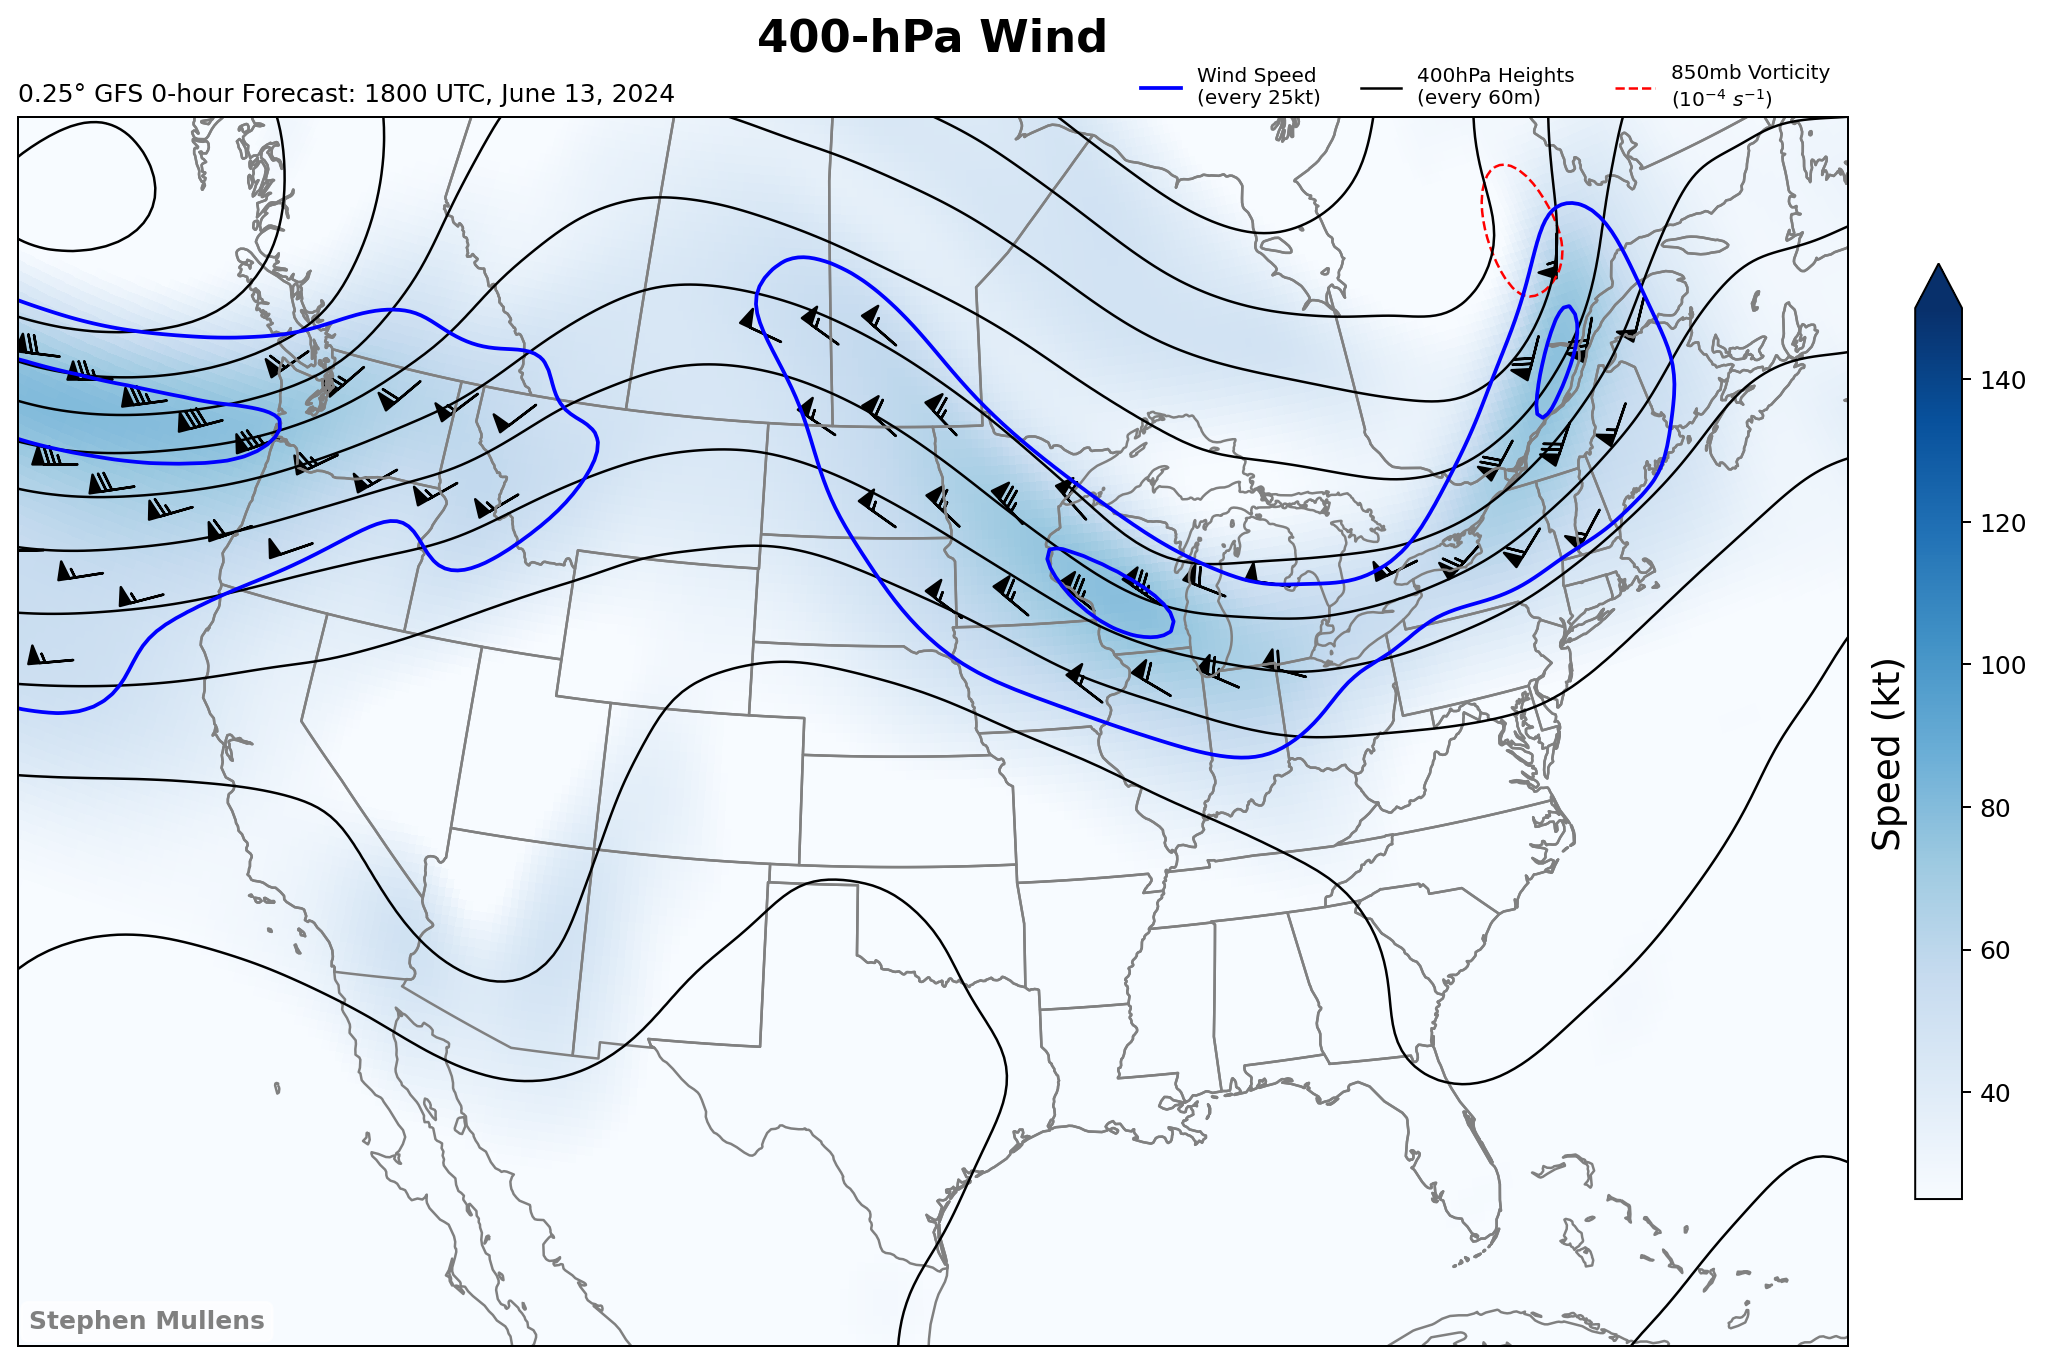 400-hPa Wind
0.25° GFS 0-hour Forecast: 1800 UTC, June 13, 2024
Wind Speed
(every 25kt)
400hPa Heights
(every 60m)
850mb Vorticity
(10⁻⁴ s⁻¹)
140
120
100
80
60
40
Speed (kt)
Stephen Mullens